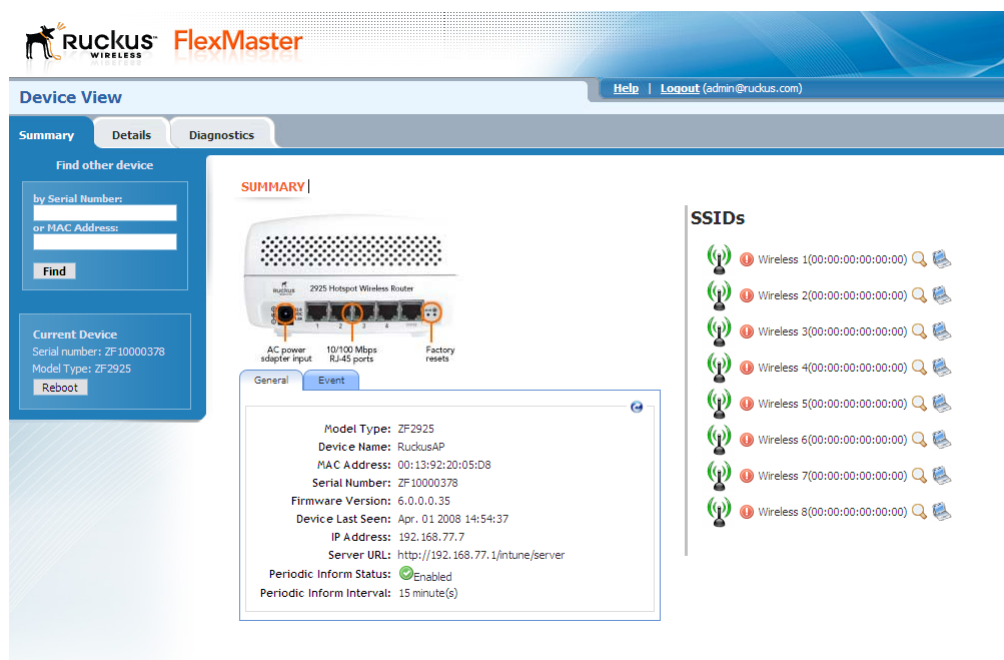 Ruckus WIRELESS FlexMaster
Device View
Help | Logout (admin@ruckus.com)
Summary Details Diagnostics
Find other device
by Serial Number:
or MAC Address:
Find
Current Device
Serial number: ZF10000378
Model Type: ZF2925
Reboot
SUMMARY
Ruckus 2925 Hotspot Wireless Router
1 2 3 4
AC power adapter input
10/100 Mbps RJ-45 ports
Factory resets
General Event
Model Type: ZF2925
Device Name: RuckusAP
MAC Address: 00:13:92:20:05:D8
Serial Number: ZF10000378
Firmware Version: 6.0.0.0.35
Device Last Seen: Apr. 01 2008 14:54:37
IP Address: 192.168.77.7
Server URL: http://192.168.77.1/intune/server
Periodic Inform Status: Enabled
Periodic Inform Interval: 15 minute(s)
SSIDs
Wireless 1(00:00:00:00:00:00)
Wireless 2(00:00:00:00:00:00)
Wireless 3(00:00:00:00:00:00)
Wireless 4(00:00:00:00:00:00)
Wireless 5(00:00:00:00:00:00)
Wireless 6(00:00:00:00:00:00)
Wireless 7(00:00:00:00:00:00)
Wireless 8(00:00:00:00:00:00)